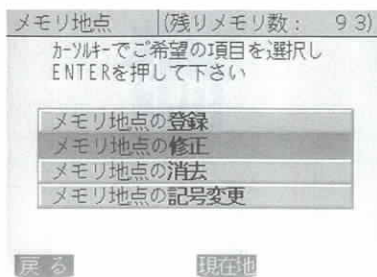 メモリ地点 (残りメモリ数： 93)
カーソルキーでご希望の項目を選択し
ENTERを押して下さい
メモリ地点の登録
メモリ地点の修正
メモリ地点の消去
メモリ地点の記号変更
戻る 現在地